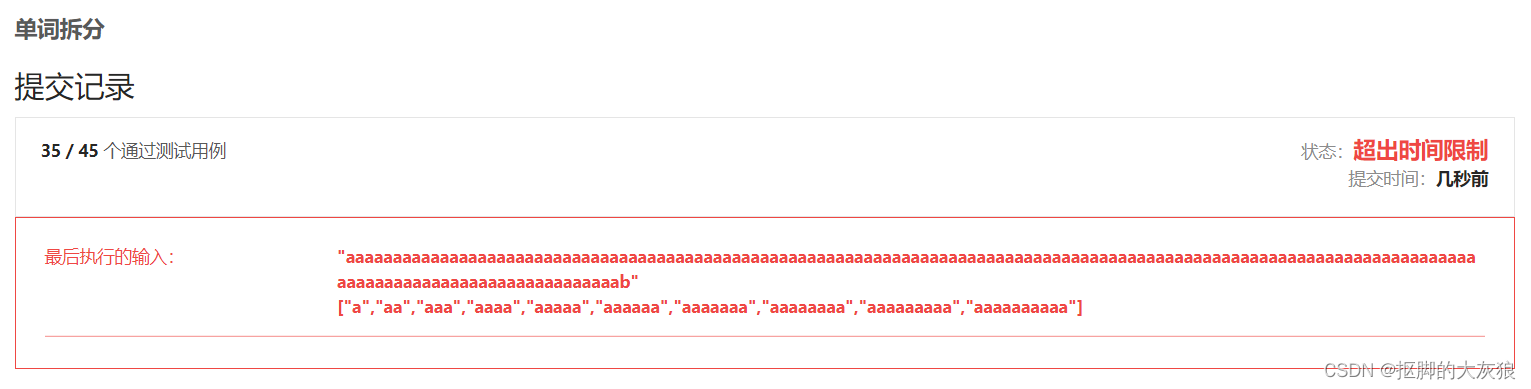 单词拆分
提交记录
35 / 45 个通过测试用例
状态：超出时间限制
提交时间：几秒前
最后执行的输入：
"aaaaaaaaaaaaaaaaaaaaaaaaaaaaaaaaaaaaaaaaaaaaaaaaaaaaaaaaaaaaaaaaaaaaaaaaaaaaaaaaaaaaaaaaaaaaaaaaaaaaaaaaaaaaaaaaaaaaaaaaa
aaaaaaaaaaaaaaaaaaaaaaaaaaaaaab"
["a","aa","aaa","aaaa","aaaaa","aaaaaa","aaaaaaa","aaaaaaaa","aaaaaaaaa","aaaaaaaaaa"]
CSDN @抠脚的大灰狼